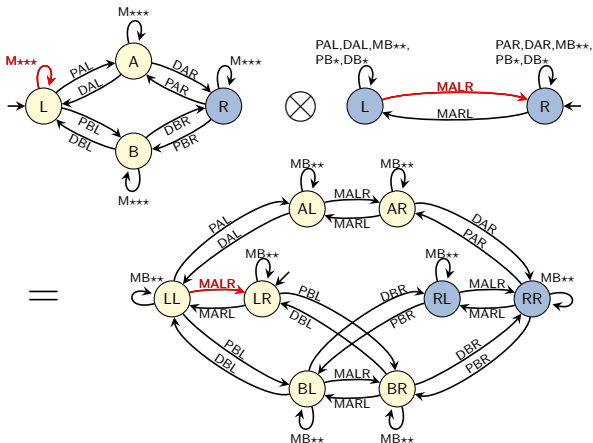 M⋆⋆⋆
M⋆⋆⋆
M⋆⋆⋆
PAL
A
DAR
DAL
PAR
L
R
PBL
DBR
DBL
PBR
B
M⋆⋆⋆
⊗
PAL,DAL,MB⋆⋆,
PB⋆,DB⋆
PAR,DAR,MB⋆⋆,
PB⋆,DB⋆
MALR
L
R
MARL
=
MB⋆⋆
MB⋆⋆
PAL
AL
MALR
AR
DAR
DAL
MARL
PAR
MB⋆⋆
MB⋆⋆
MB⋆⋆
MB⋆⋆
LL
MALR
LR
PBL
DBR
RL
MALR
RR
MARL
DBL
PBR
MARL
PBL
DBR
DBL
PBR
BL
MALR
BR
MARL
MB⋆⋆
MB⋆⋆